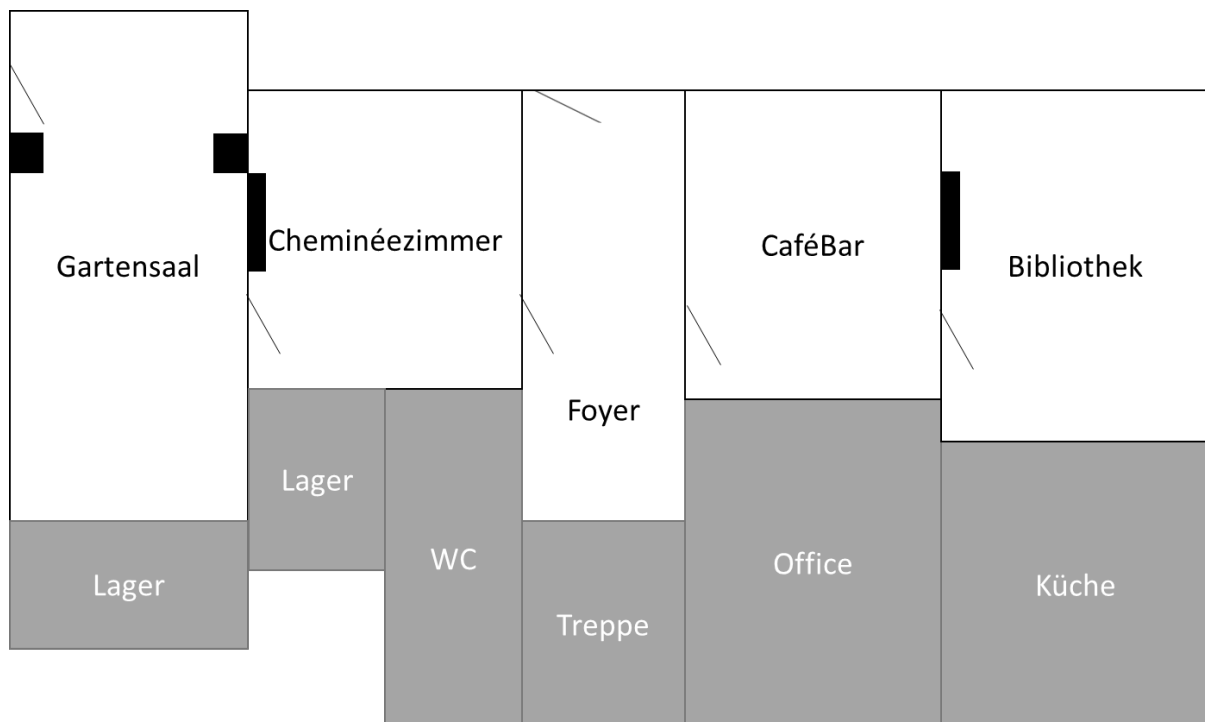 Gartensaal
Cheminéezimmer
Foyer
CaféBar
Bibliothek
Lager
Lager
WC
Treppe
Office
Küche